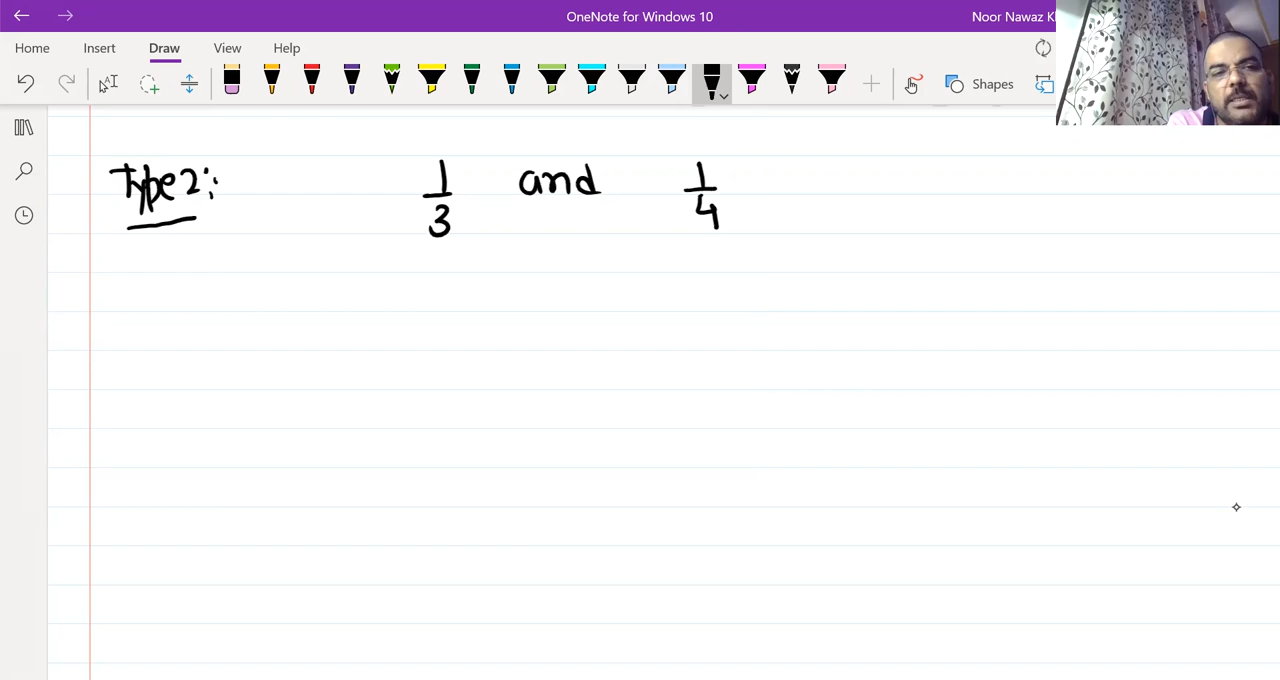 OneNote for Windows 10
Noor Nawaz K
Home Insert Draw View Help
Shapes
Type 2: 1/3 and 1/4